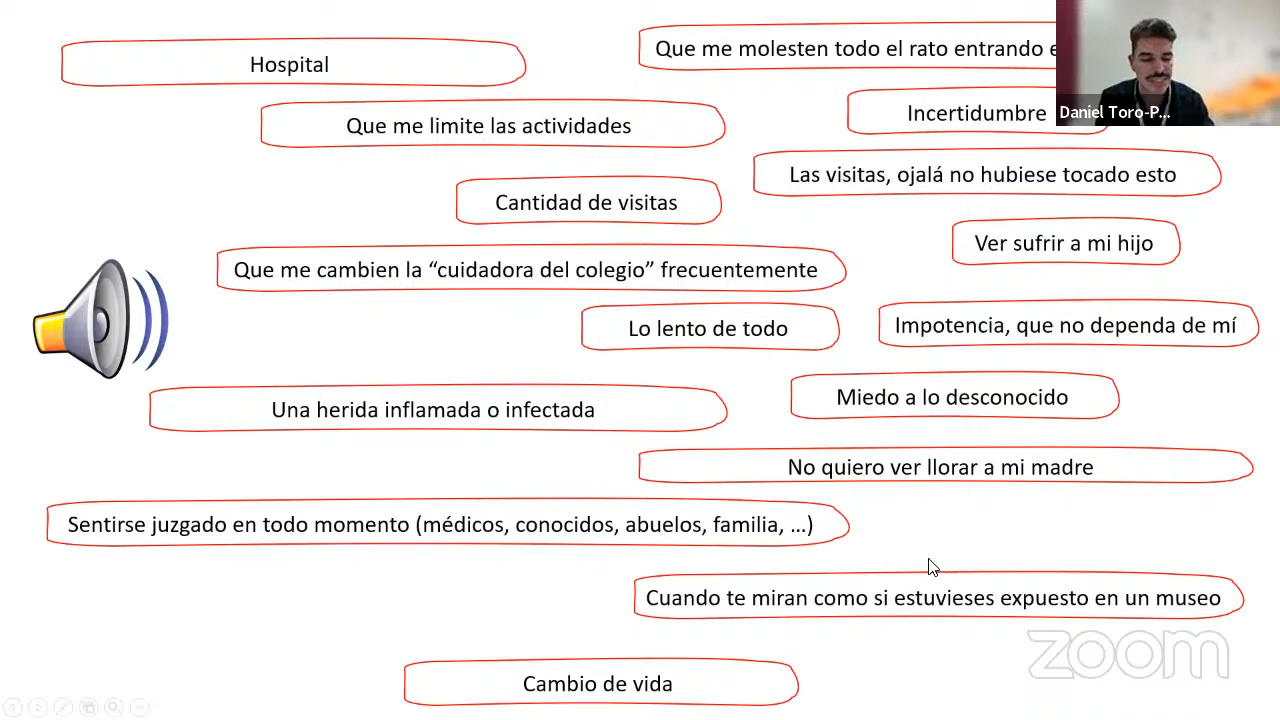 Hospital
Que me molesten todo el rato entrando
Daniel Toro-P...
Que me limite las actividades
Incertidumbre
Las visitas, ojalá no hubiese tocado esto
Cantidad de visitas
Ver sufrir a mi hijo
Que me cambien la “cuidadora del colegio” frecuentemente
Lo lento de todo
Impotencia, que no dependa de mí
Miedo a lo desconocido
Una herida inflamada o infectada
No quiero ver llorar a mi madre
Sentirse juzgado en todo momento (médicos, conocidos, abuelos, familia, ...)
Cuando te miran como si estuvieses expuesto en un museo
zoom
Cambio de vida